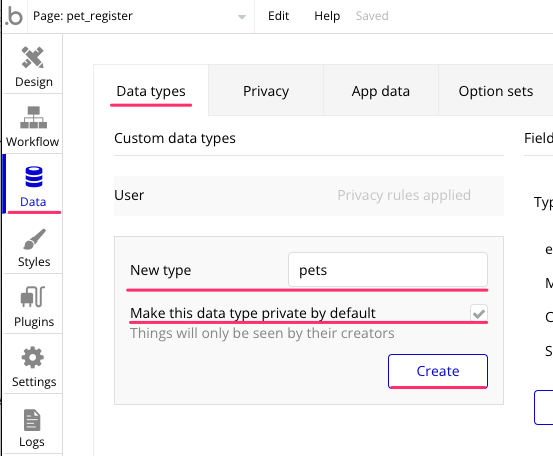 .b Page: pet_register Edit Help Saved
Design
Workflow
Data
Styles
Plugins
Settings
Logs
Data types Privacy App data Option sets
Custom data types
User Privacy rules applied
New type pets
Make this data type private by default
Things will only be seen by their creators
Create
Field
Typ
e
M
C
S